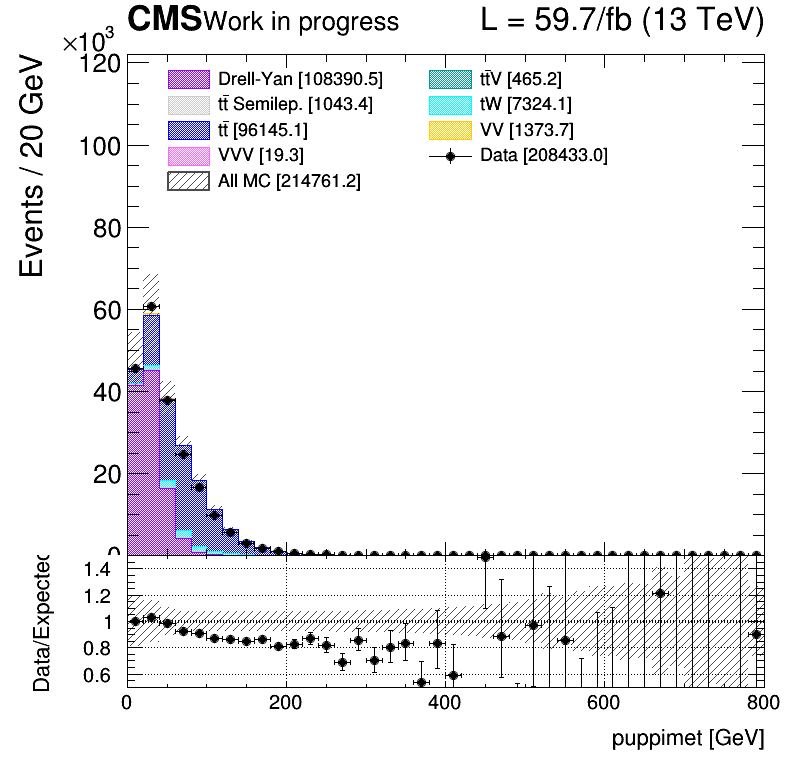 CMS Work in progress L = 59.7/fb (13 TeV)
×10³
Events / 20 GeV
120
100
80
60
40
20
0
Drell-Yan [108390.5]
tt̄ Semilep. [1043.4]
tt̄ [96145.1]
VVV [19.3]
All MC [214761.2]
tt̄V [465.2]
tW [7324.1]
VV [1373.7]
Data [208433.0]
Data/Expected
1.4
1.2
1
0.8
0.6
0 200 400 600 800
puppimet [GeV]